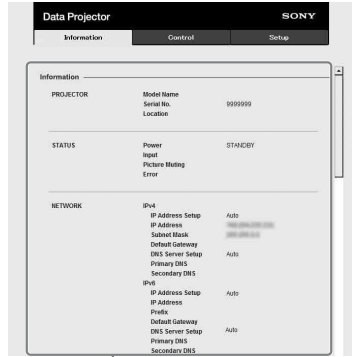 Data Projector SONY
Information Control Setup
Information
PROJECTOR Model Name
Serial No. 9999999
Location
STATUS Power STANDBY
Input
Picture Muting
Error
NETWORK IPv4
IP Address Setup Auto
IP Address
Subnet Mask
Default Gateway
DNS Server Setup Auto
Primary DNS
Secondary DNS
IPv6
IP Address Setup Auto
IP Address
Prefix
Default Gateway
DNS Server Setup Auto
Primary DNS
Secondary DNS